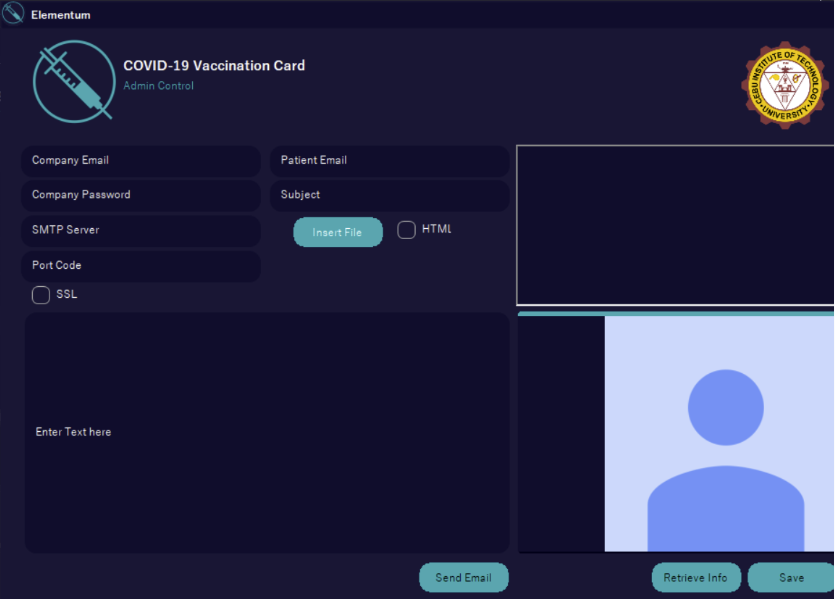 Elementum
COVID-19 Vaccination Card
Admin Control
CEBU INSTITUTE OF TECHNOLOGY
UNIVERSITY
Company Email
Patient Email
Company Password
Subject
SMTP Server
Insert File
HTML
Port Code
SSL
Enter Text here
Send Email
Retrieve Info
Save